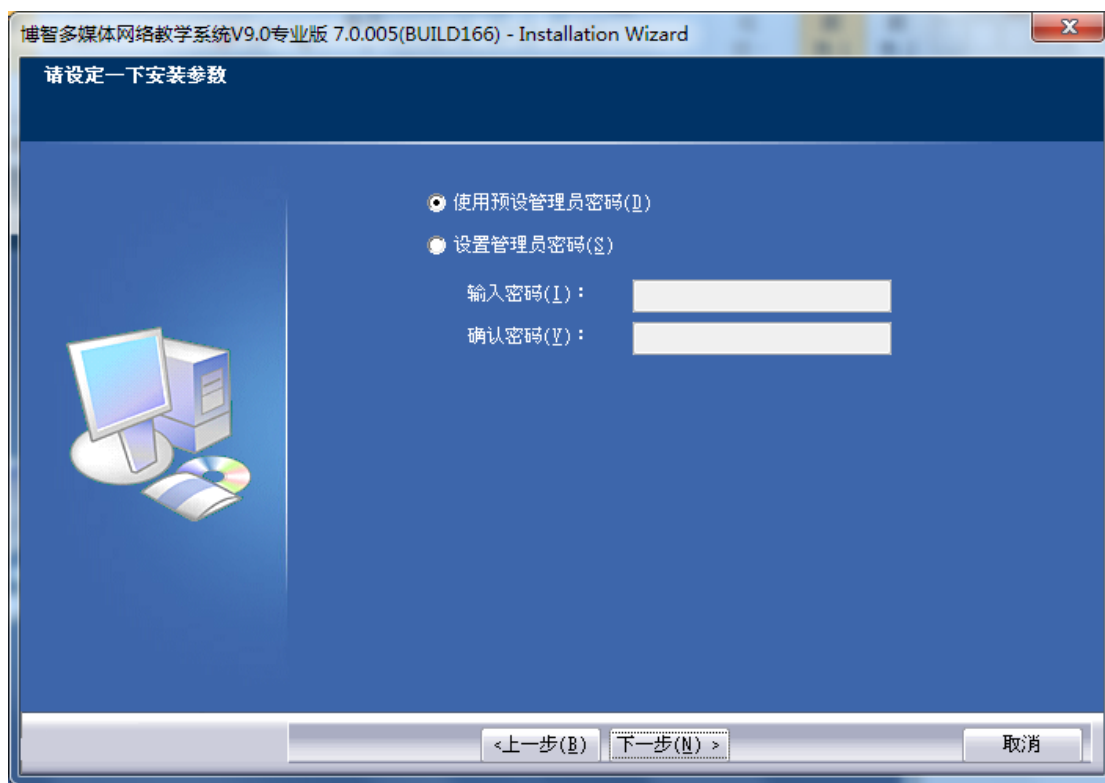 博智多媒体网络教学系统V9.0专业版 7.0.005(BUILD166) - Installation Wizard
请设定一下安装参数
使用预设管理员密码(D)
设置管理员密码(S)
输入密码(I)：
确认密码(V)：
<上一步(B) 下一步(N) > 取消